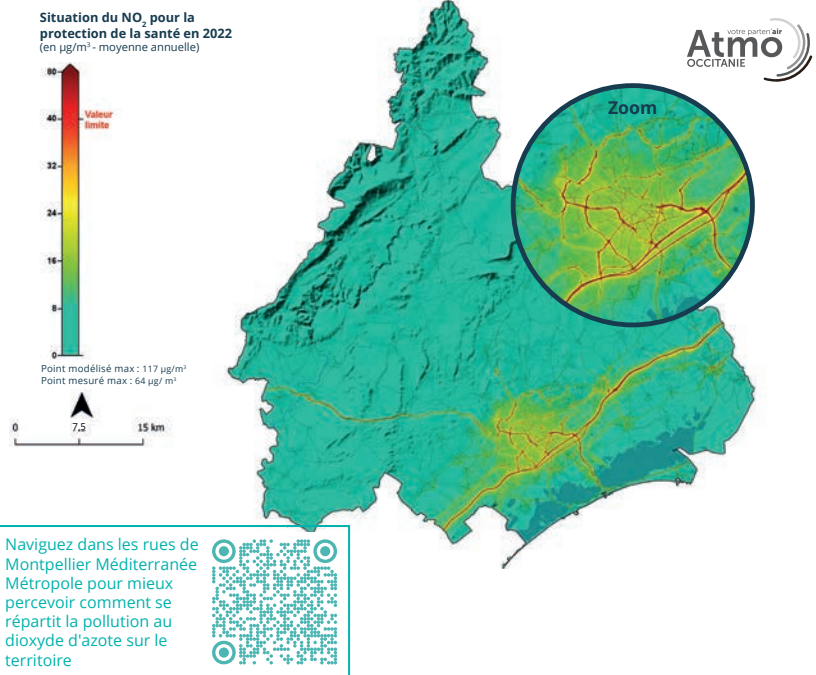 Situation du NO₂ pour la
protection de la santé en 2022
(en µg/m³ - moyenne annuelle)
votre parten'air
Atmo
OCCITANIE
Zoom
80
40
Valeur
limite
32
24
16
8
0
Point modélisé max : 117 µg/m³
Point mesuré max : 64 µg/ m³
0 7,5 15 km
Naviguez dans les rues de
Montpellier Méditerranée
Métropole pour mieux
percevoir comment se
répartit la pollution au
dioxyde d'azote sur le
territoire